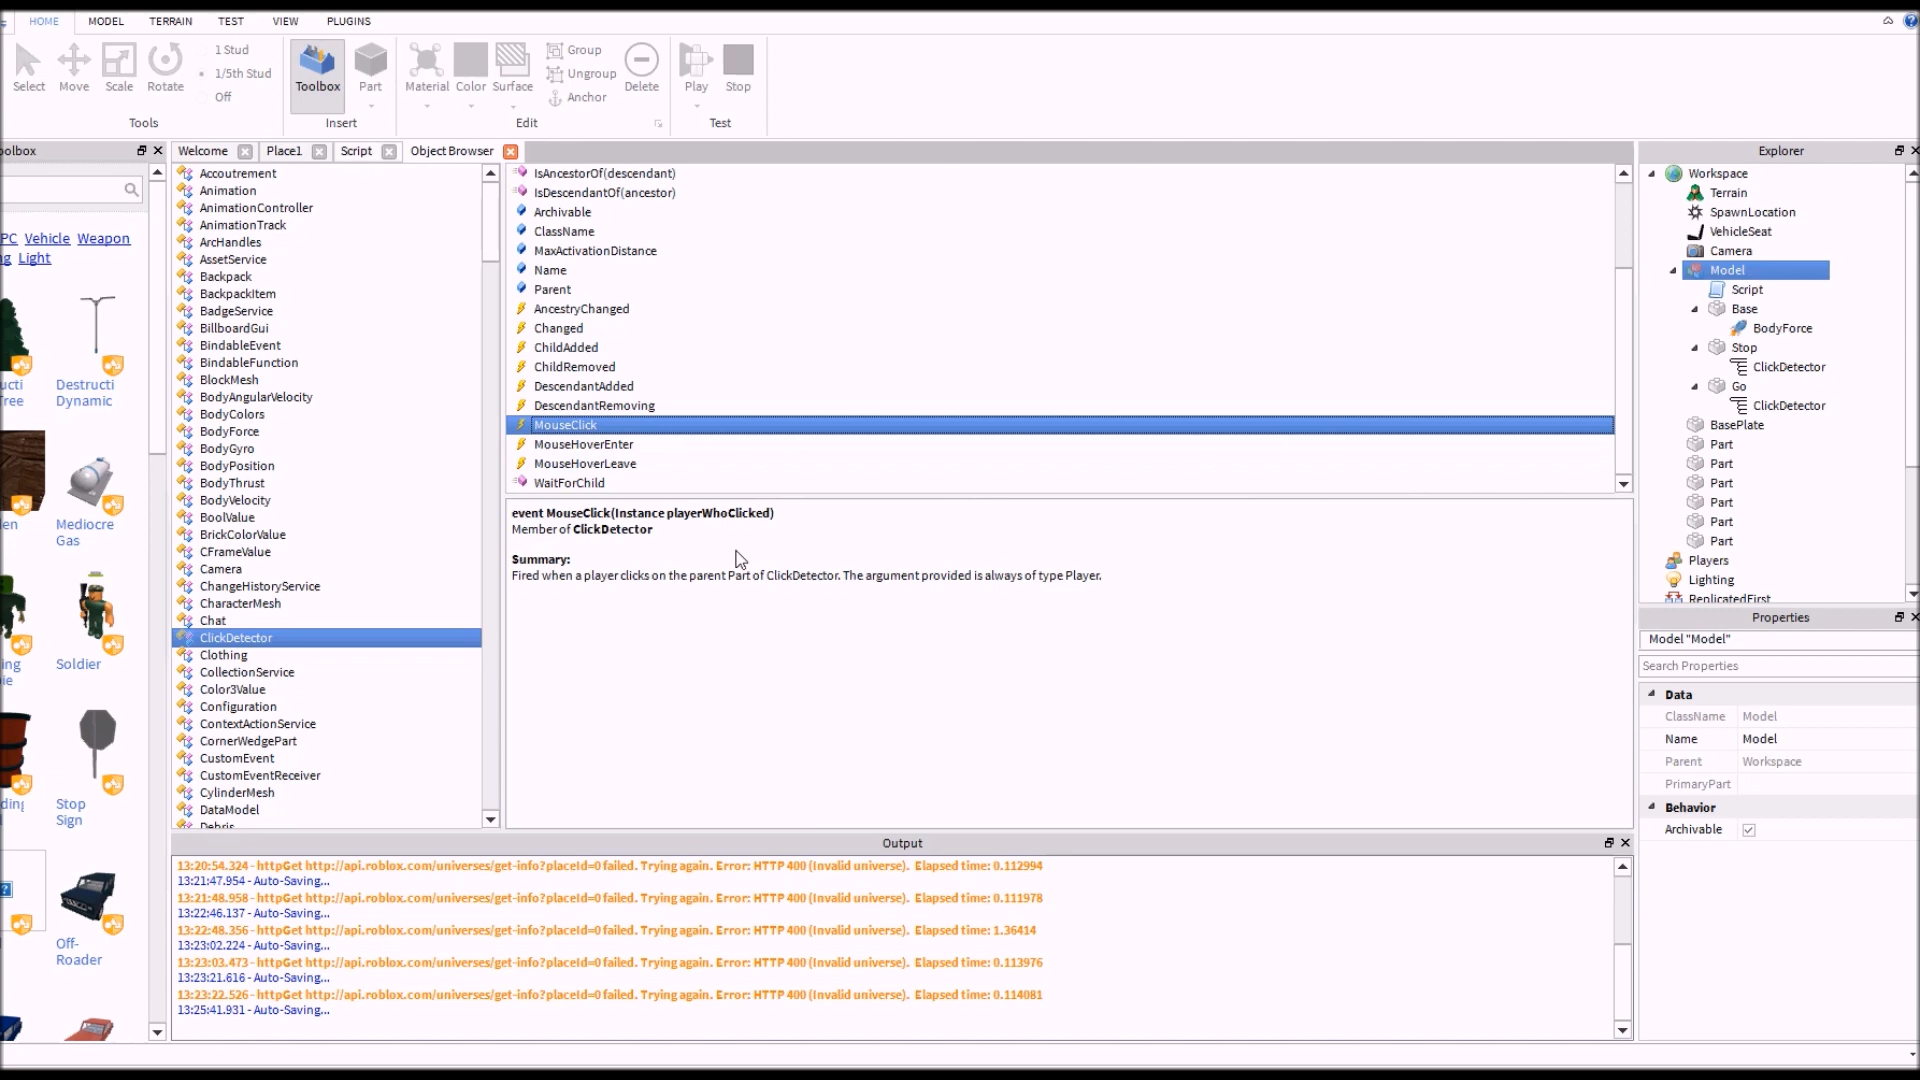 HOME MODEL TERRAIN TEST VIEW PLUGINS
Select Move Scale Rotate
1 Stud
1/5th Stud
Off
Tools
Toolbox Part
Insert
Material Color Surface
Group
Ungroup
Anchor
Delete
Edit
Play Stop
Test
oolbox
PC Vehicle Weapon
ng Light
ucti
Tree
Destructi
Dynamic
en
Mediocre
Gas
ing
ie
Soldier
ding
Stop
Sign
Off-
Roader
Welcome Place1 Script Object Browser
Accoutrement
Animation
AnimationController
AnimationTrack
ArcHandles
AssetService
Backpack
BackpackItem
BadgeService
BillboardGui
BindableEvent
BindableFunction
BlockMesh
BodyAngularVelocity
BodyColors
BodyForce
BodyGyro
BodyPosition
BodyThrust
BodyVelocity
BoolValue
BrickColorValue
CFrameValue
Camera
ChangeHistoryService
CharacterMesh
Chat
ClickDetector
Clothing
CollectionService
Color3Value
Configuration
ContextActionService
CornerWedgePart
CustomEvent
CustomEventReceiver
CylinderMesh
DataModel
Debris
IsAncestorOf(descendant)
IsDescendantOf(ancestor)
Archivable
ClassName
MaxActivationDistance
Name
Parent
AncestryChanged
Changed
ChildAdded
ChildRemoved
DescendantAdded
DescendantRemoving
MouseClick
MouseHoverEnter
MouseHoverLeave
WaitForChild
event MouseClick(Instance playerWhoClicked)
Member of ClickDetector
Summary:
Fired when a player clicks on the parent Part of ClickDetector. The argument provided is always of type Player.
Output
13:20:54.324 - httpGet http://api.roblox.com/universes/get-info?placeId=0 failed. Trying again. Error: HTTP 400 (Invalid universe). Elapsed time: 0.112994
13:21:47.954 - Auto-Saving...
13:21:48.958 - httpGet http://api.roblox.com/universes/get-info?placeId=0 failed. Trying again. Error: HTTP 400 (Invalid universe). Elapsed time: 0.111978
13:22:46.137 - Auto-Saving...
13:22:48.356 - httpGet http://api.roblox.com/universes/get-info?placeId=0 failed. Trying again. Error: HTTP 400 (Invalid universe). Elapsed time: 1.36414
13:23:02.224 - Auto-Saving...
13:23:03.473 - httpGet http://api.roblox.com/universes/get-info?placeId=0 failed. Trying again. Error: HTTP 400 (Invalid universe). Elapsed time: 0.113976
13:23:21.616 - Auto-Saving...
13:23:22.526 - httpGet http://api.roblox.com/universes/get-info?placeId=0 failed. Trying again. Error: HTTP 400 (Invalid universe). Elapsed time: 0.114081
13:25:41.931 - Auto-Saving...
Explorer
Workspace
Terrain
SpawnLocation
VehicleSeat
Camera
Model
Script
Base
BodyForce
Stop
ClickDetector
Go
ClickDetector
BasePlate
Part
Part
Part
Part
Part
Part
Players
Lighting
ReplicatedFirst
Properties
Model "Model"
Search Properties
Data
ClassName Model
Name Model
Parent Workspace
PrimaryPart
Behavior
Archivable